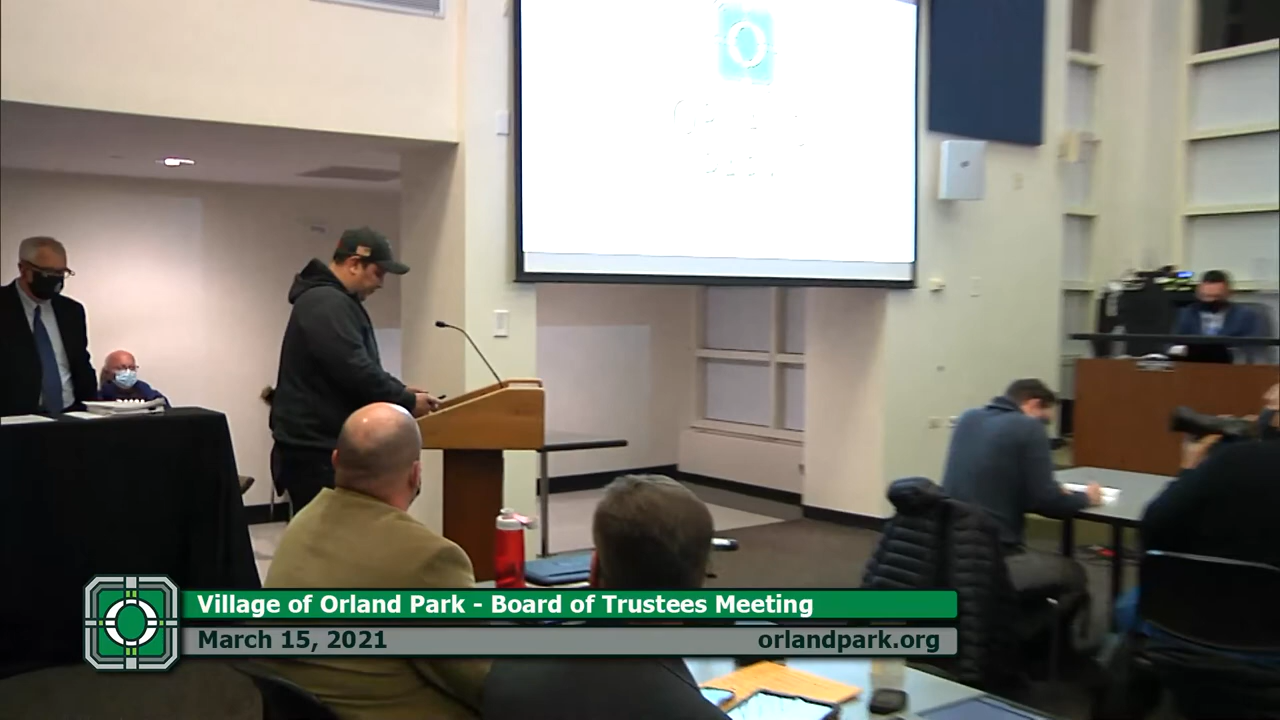 Village of Orland Park - Board of Trustees Meeting
March 15, 2021
orlandpark.org